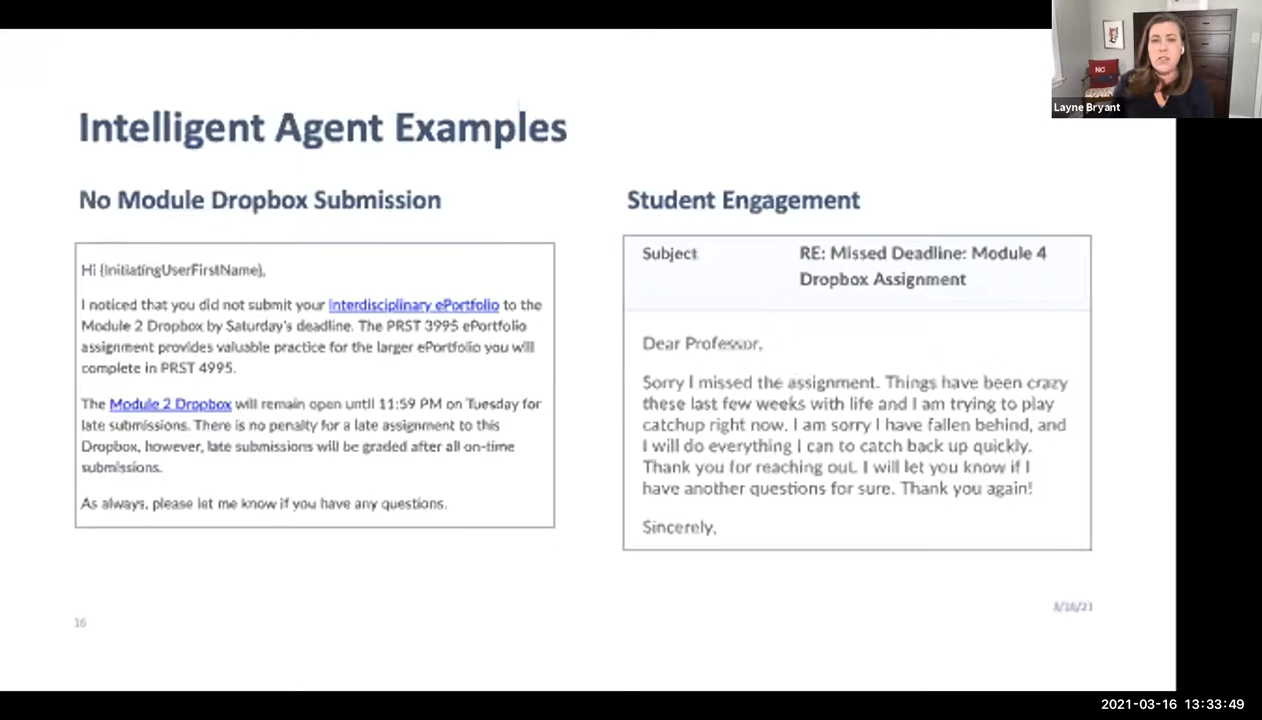 Layne Bryant
NC
Intelligent Agent Examples
No Module Dropbox Submission
Hi {InitiatingUserFirstName},
I noticed that you did not submit your Interdisciplinary ePortfolio to the
Module 2 Dropbox by Saturday's deadline. The PRST 3995 ePortfolio
assignment provides valuable practice for the larger ePortfolio you will
complete in PRST 4995.
The Module 2 Dropbox will remain open until 11:59 PM on Tuesday for
late submissions. There is no penalty for a late assignment to this
Dropbox, however, late submissions will be graded after all on-time
submissions.
As always, please let me know if you have any questions.
Student Engagement
Subject RE: Missed Deadline: Module 4
Dropbox Assignment
Dear Professor,
Sorry I missed the assignment. Things have been crazy
these last few weeks with life and I am trying to play
catchup right now. I am sorry I have fallen behind, and
I will do everything I can to catch back up quickly.
Thank you for reaching out. I will let you know if I
have another questions for sure. Thank you again!
Sincerely,
16
3/16/21
2021-03-16 13:33:49